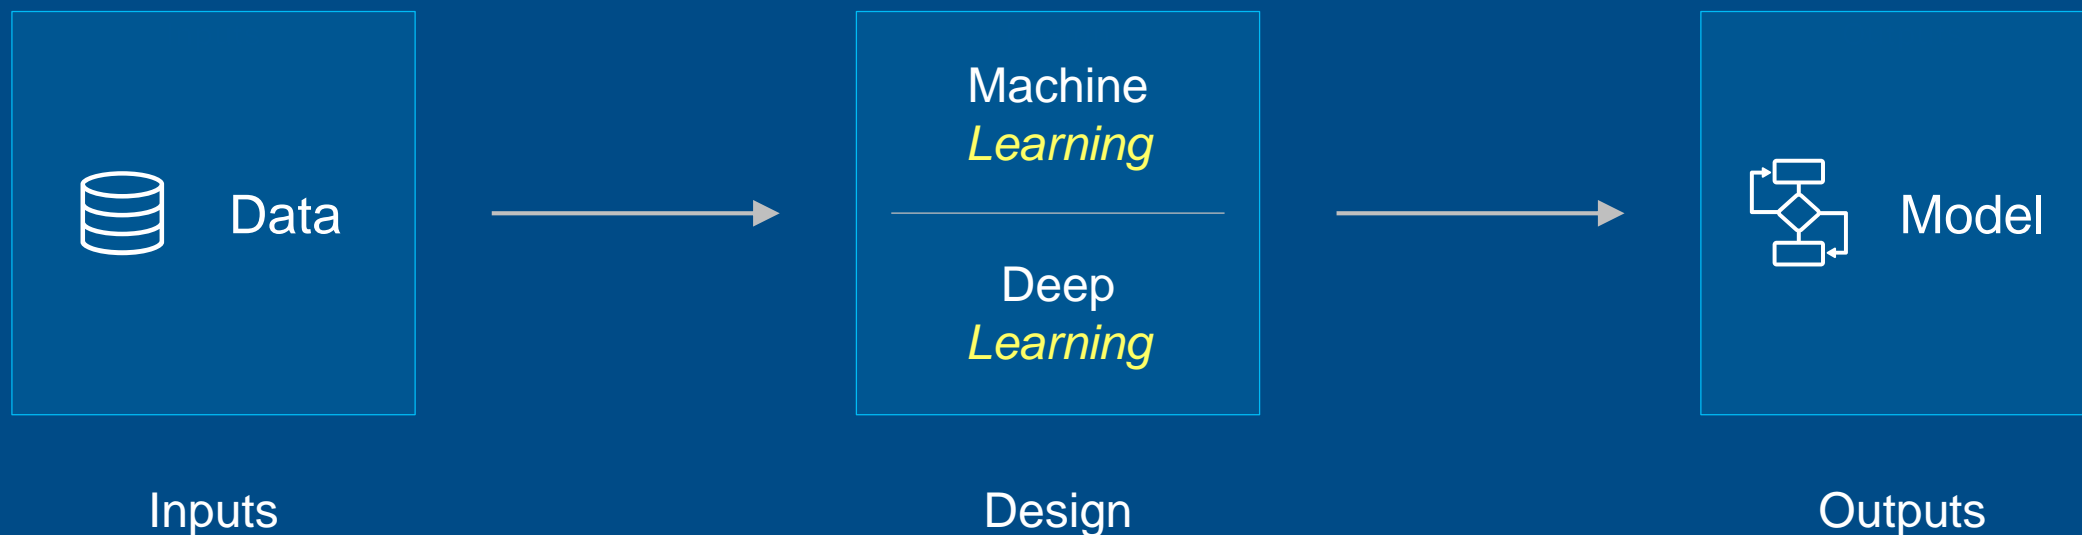 Data
Machine
Learning
Deep
Learning
Model
Inputs
Design
Outputs